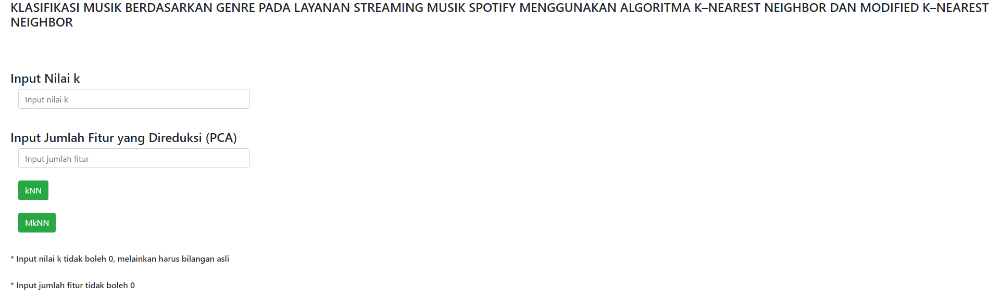 KLASIFIKASI MUSIK BERDASARKAN GENRE PADA LAYANAN STREAMING MUSIK SPOTIFY MENGGUNAKAN ALGORITMA K–NEAREST NEIGHBOR DAN MODIFIED K–NEAREST
NEIGHBOR
Input Nilai k
Input nilai k
Input Jumlah Fitur yang Direduksi (PCA)
Input jumlah fitur
kNN
MkNN
* Input nilai k tidak boleh 0, melainkan harus bilangan asli
* Input jumlah fitur tidak boleh 0